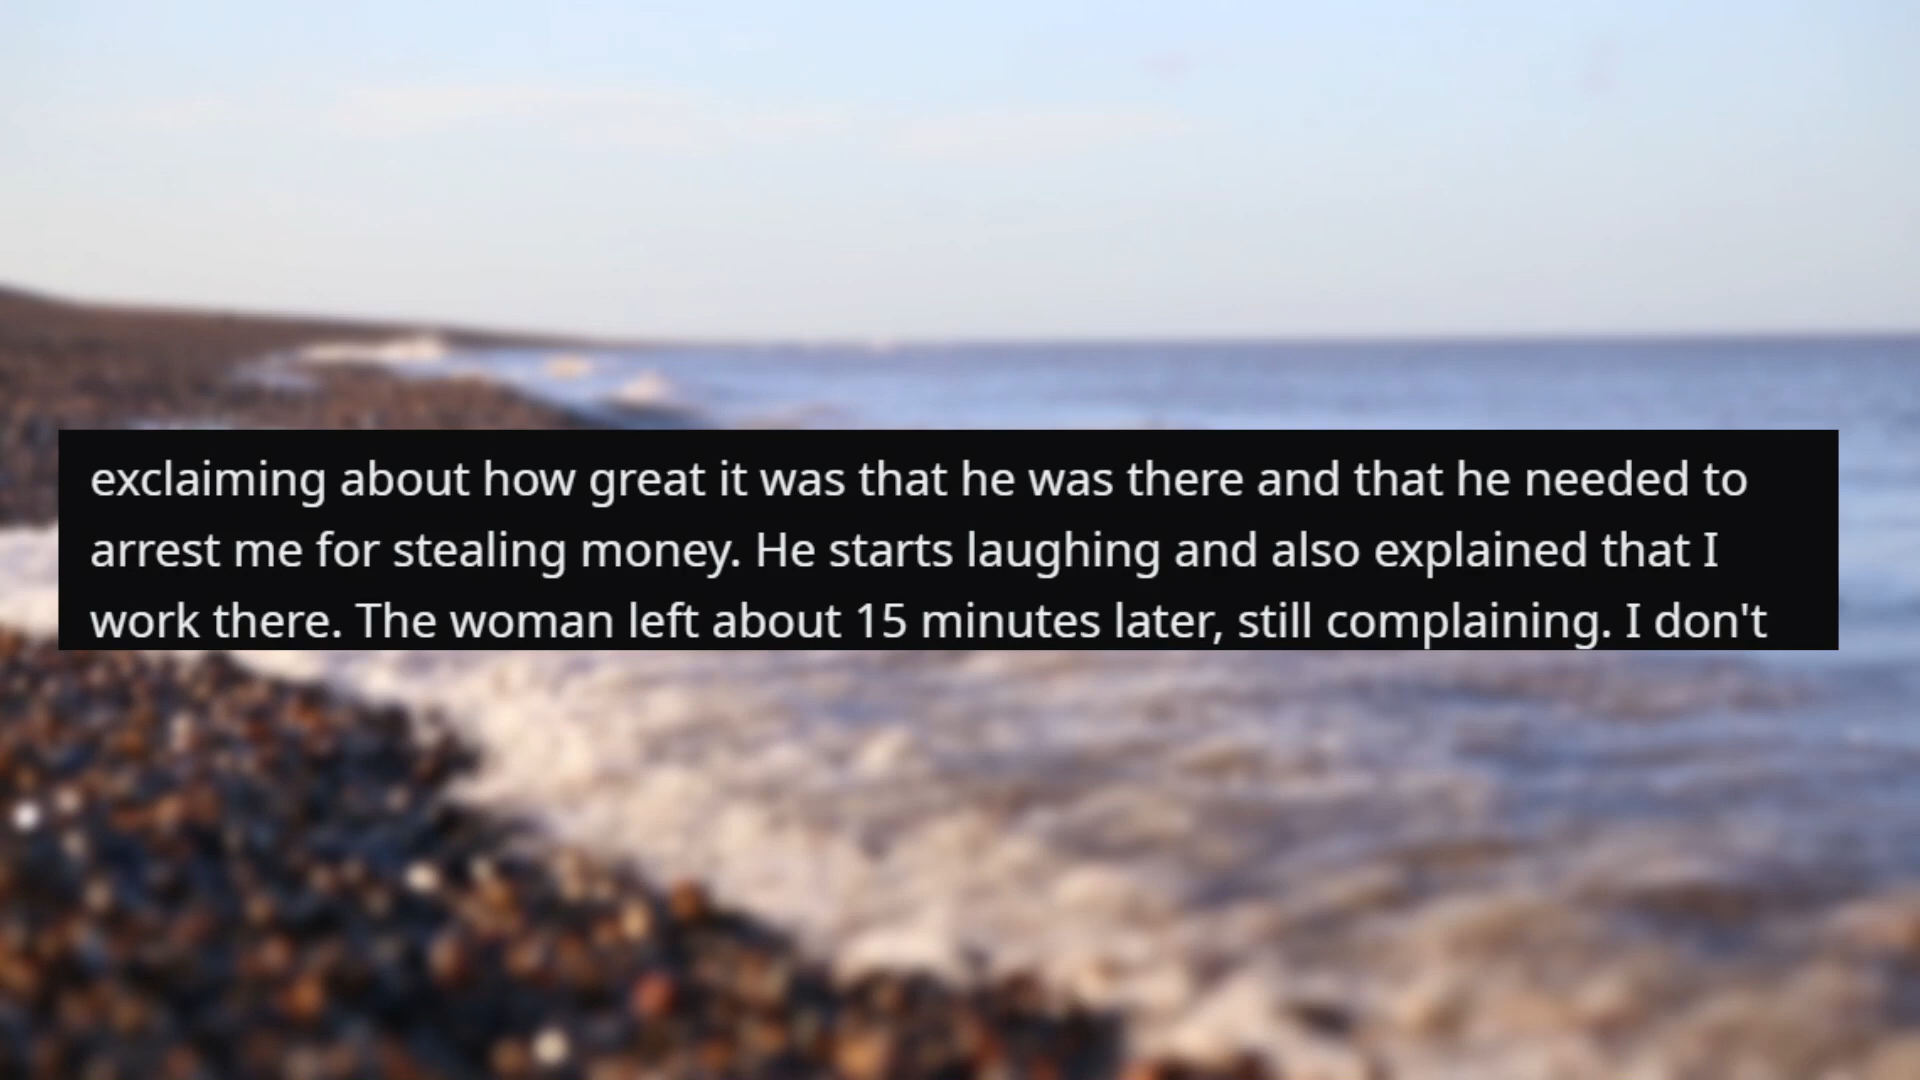 exclaiming about how great it was that he was there and that he needed to
arrest me for stealing money. He starts laughing and also explained that I
work there. The woman left about 15 minutes later, still complaining. I don't